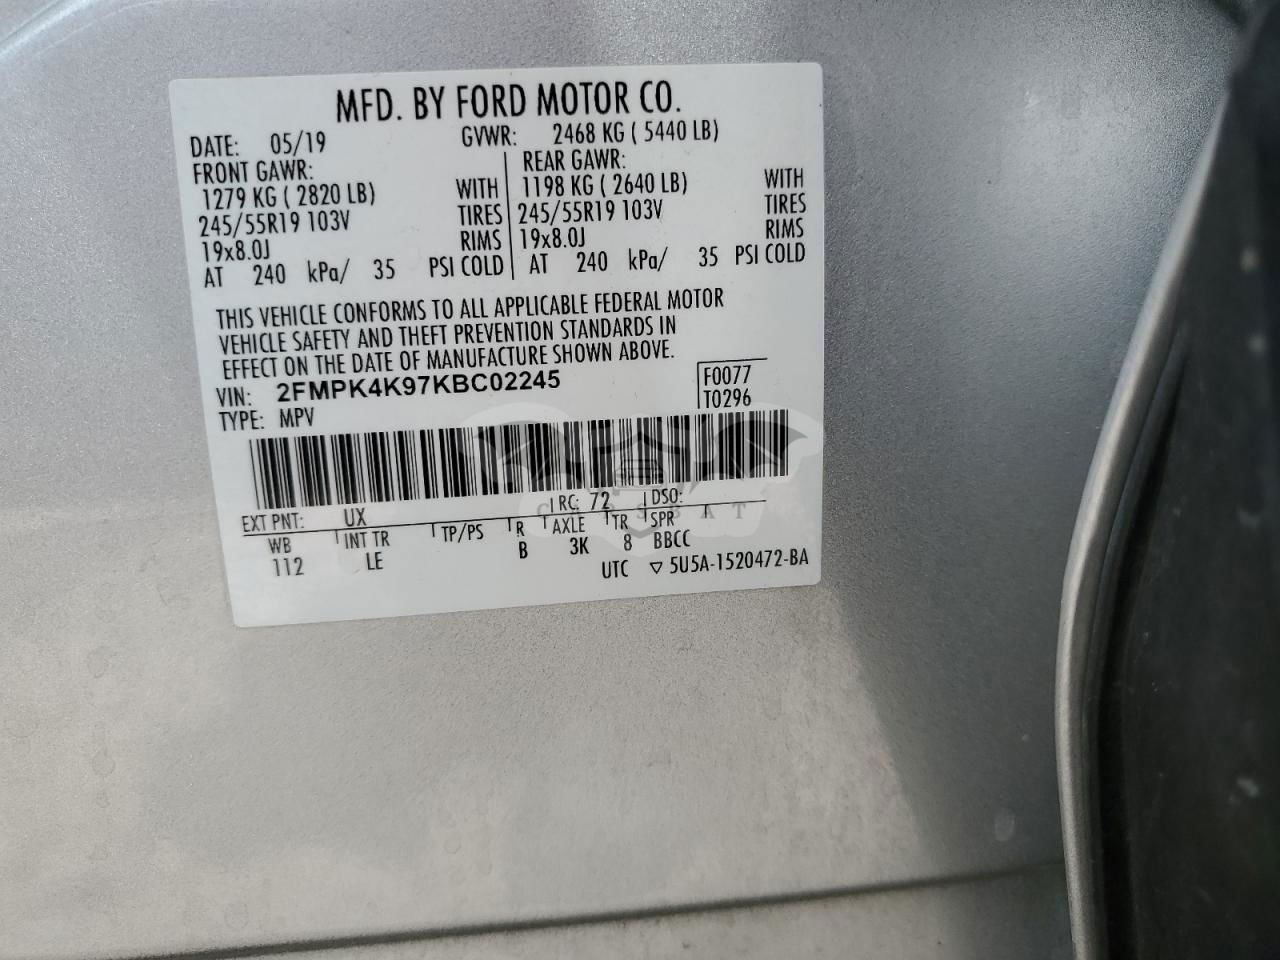 MFD. BY FORD MOTOR CO.
DATE: 05/19 GVWR: 2468 KG ( 5440 LB)
FRONT GAWR: REAR GAWR:
1279 KG ( 2820 LB) WITH 1198 KG ( 2640 LB) WITH
245/55R19 103V TIRES 245/55R19 103V TIRES
19x8.0J RIMS 19x8.0J RIMS
AT 240 kPa/ 35 PSI COLD AT 240 kPa/ 35 PSI COLD
THIS VEHICLE CONFORMS TO ALL APPLICABLE FEDERAL MOTOR
VEHICLE SAFETY AND THEFT PREVENTION STANDARDS IN
EFFECT ON THE DATE OF MANUFACTURE SHOWN ABOVE.
VIN: 2FMPK4K97KBC02245 F0077
TYPE: MPV T0296
EXT PNT: UX RC: 72 DSO:
WB INT TR TP/PS R AXLE TR SPR
112 LE B 3K 8 BBCC
UTC ▽ 5U5A-1520472-BA